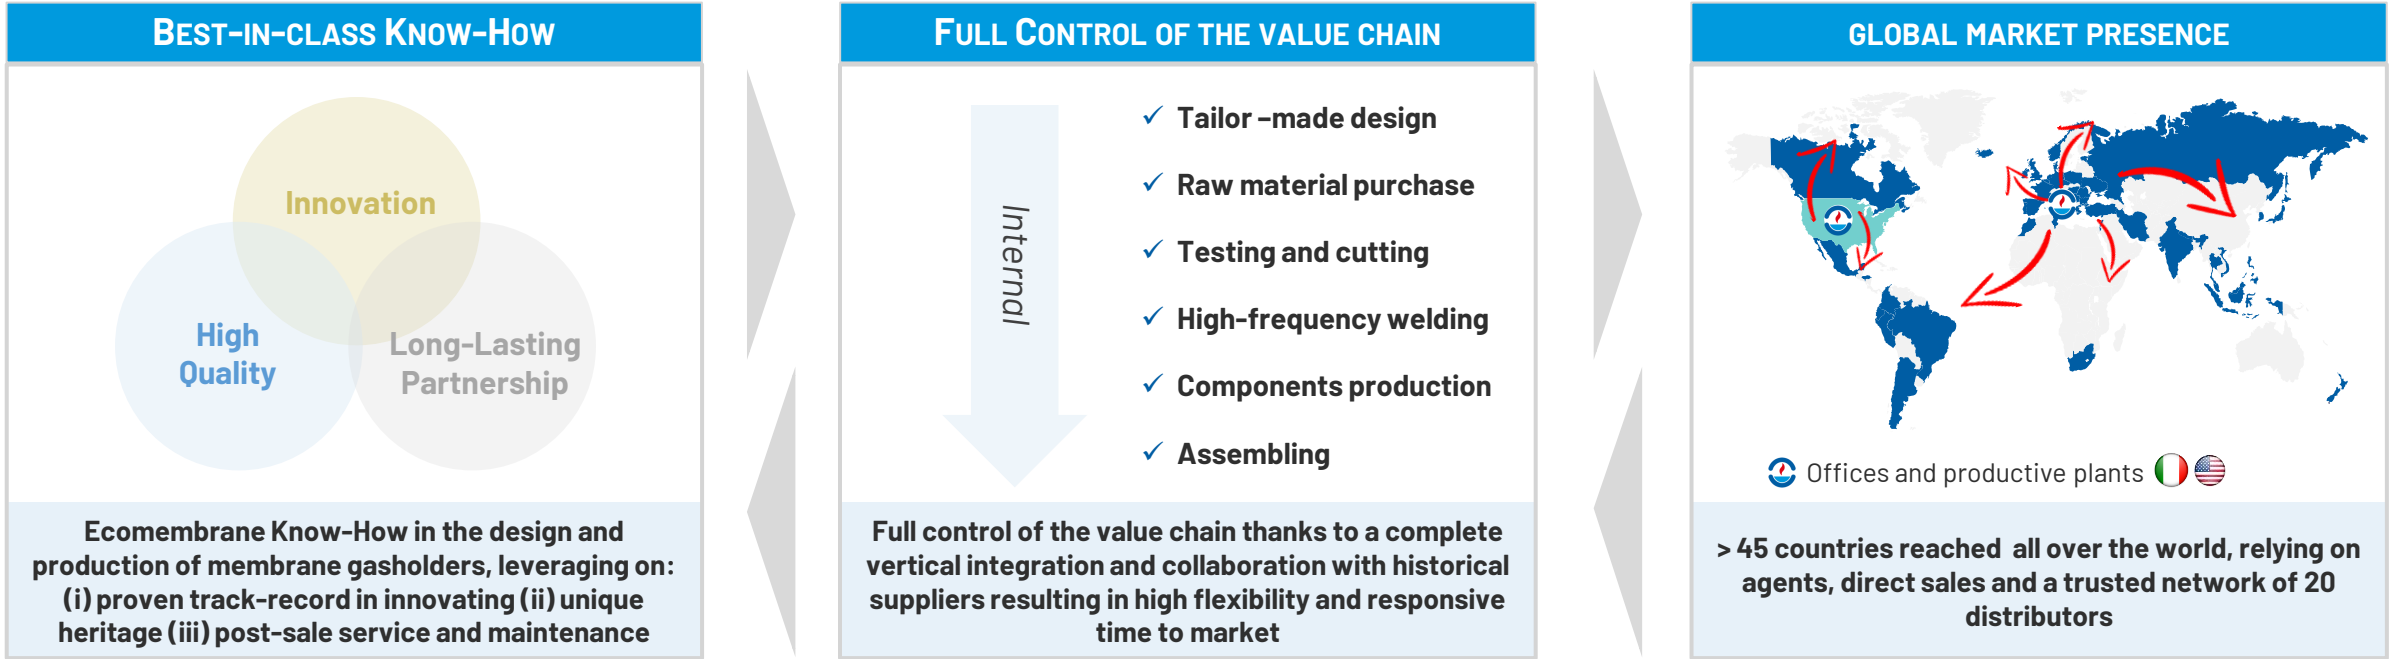 BEST-IN-CLASS KNOW-HOW
Innovation
High
Quality
Long-Lasting
Partnership
Ecomembrane Know-How in the design and
production of membrane gasholders, leveraging on:
(i) proven track-record in innovating (ii) unique
heritage (iii) post-sale service and maintenance
FULL CONTROL OF THE VALUE CHAIN
Internal
✓ Tailor –made design
✓ Raw material purchase
✓ Testing and cutting
✓ High-frequency welding
✓ Components production
✓ Assembling
Full control of the value chain thanks to a complete
vertical integration and collaboration with historical
suppliers resulting in high flexibility and responsive
time to market
GLOBAL MARKET PRESENCE
Offices and productive plants
> 45 countries reached all over the world, relying on
agents, direct sales and a trusted network of 20
distributors